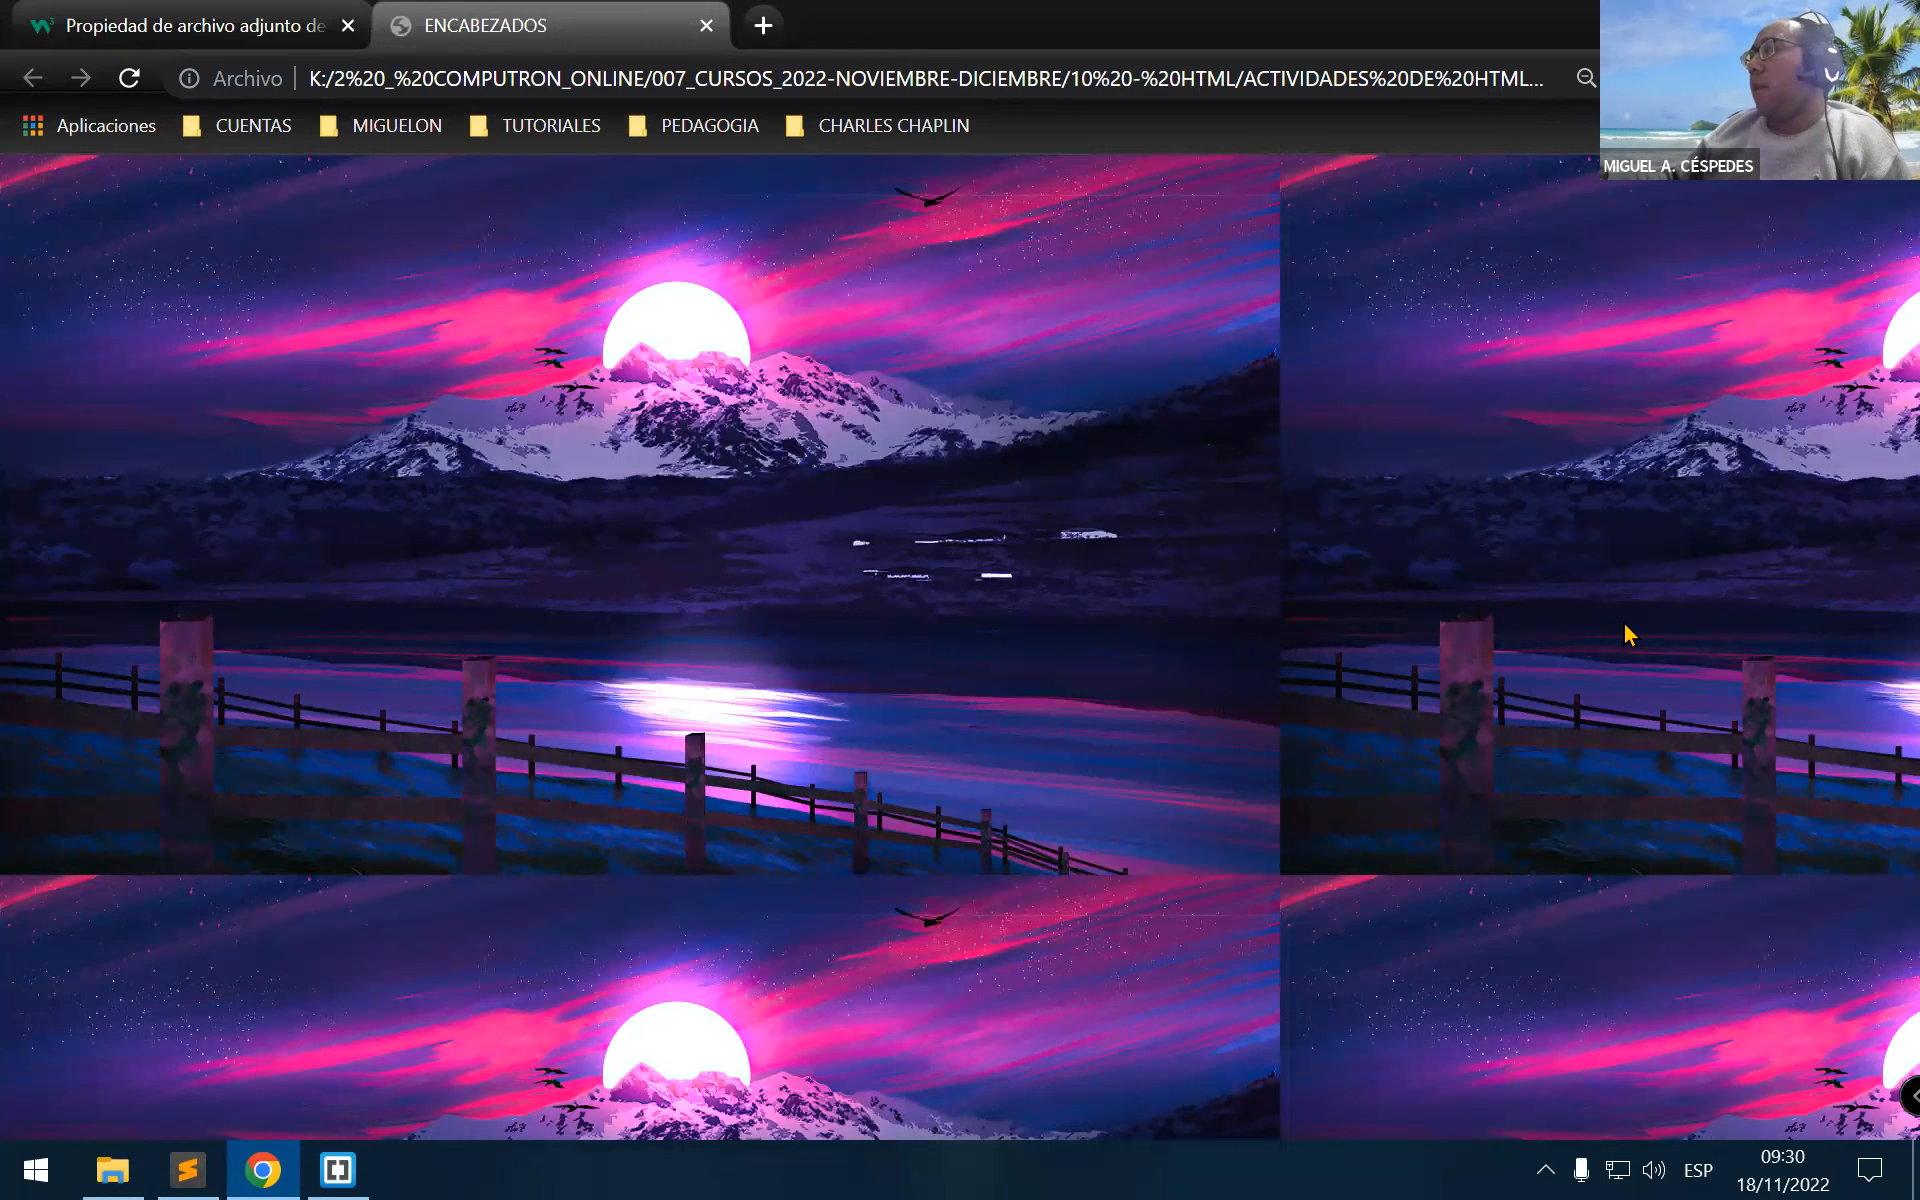 Propiedad de archivo adjunto de
ENCABEZADOS
Archivo
K:/2%20_%20COMPUTRON_ONLINE/007_CURSOS_2022-NOVIEMBRE-DICIEMBRE/10%20-%20HTML/ACTIVIDADES%20DE%20HTML...
Aplicaciones
CUENTAS
MIGUELON
TUTORIALES
PEDAGOGIA
CHARLES CHAPLIN
MIGUEL A. CÉSPEDES
ESP
09:30
18/11/2022